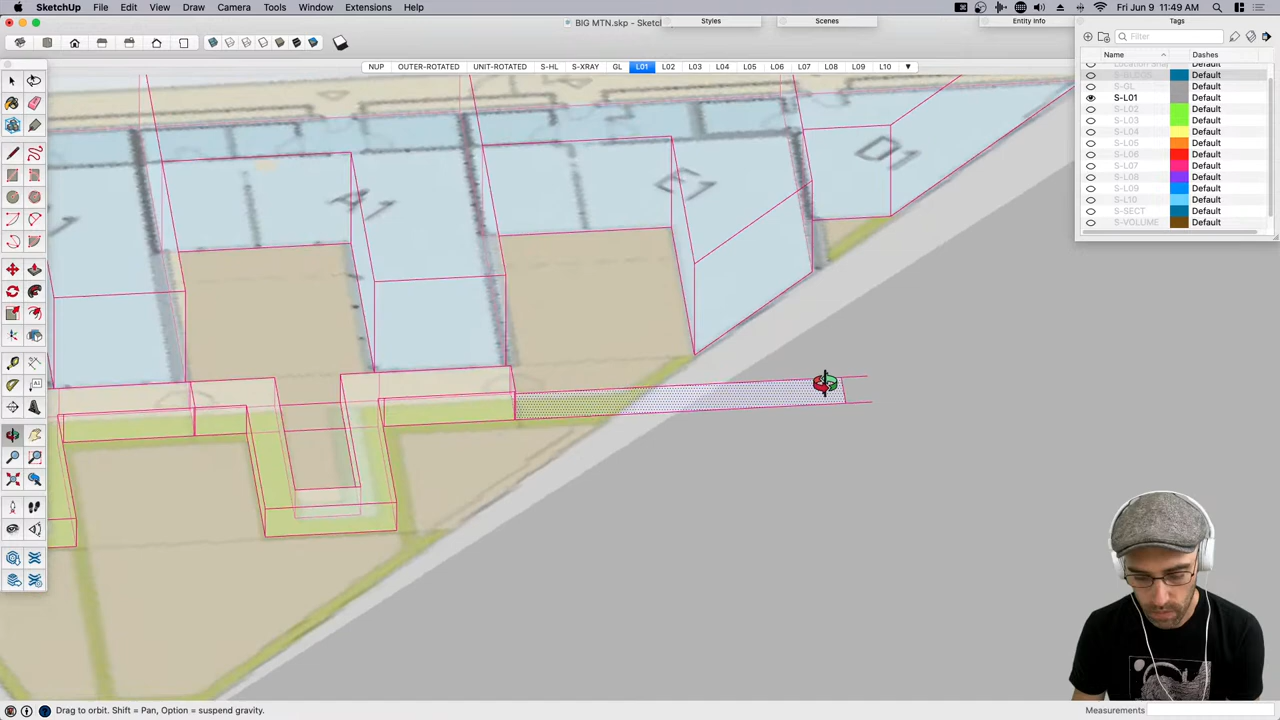 SketchUp File Edit View Draw Camera Tools Window Extensions Help Fri Jun 9 11:49 AM
BIG MTN.skp - Sketcl
Styles
Scenes
Entity Info
Tags
Filter
Name Dashes
NUP OUTER-ROTATED UNIT-ROTATED S-HL S-XRAY GL L01 L02 L03 L04 L05 L06 L07 L08 L09 L10
S-BLDGS Default
S-GL Default
S-L01 Default
S-L02 Default
S-L03 Default
S-L04 Default
S-L05 Default
S-L06 Default
S-L07 Default
S-L08 Default
S-L09 Default
S-L10 Default
S-SECT Default
S-VOLUME Default
Drag to orbit. Shift = Pan, Option = suspend gravity.
Measurements